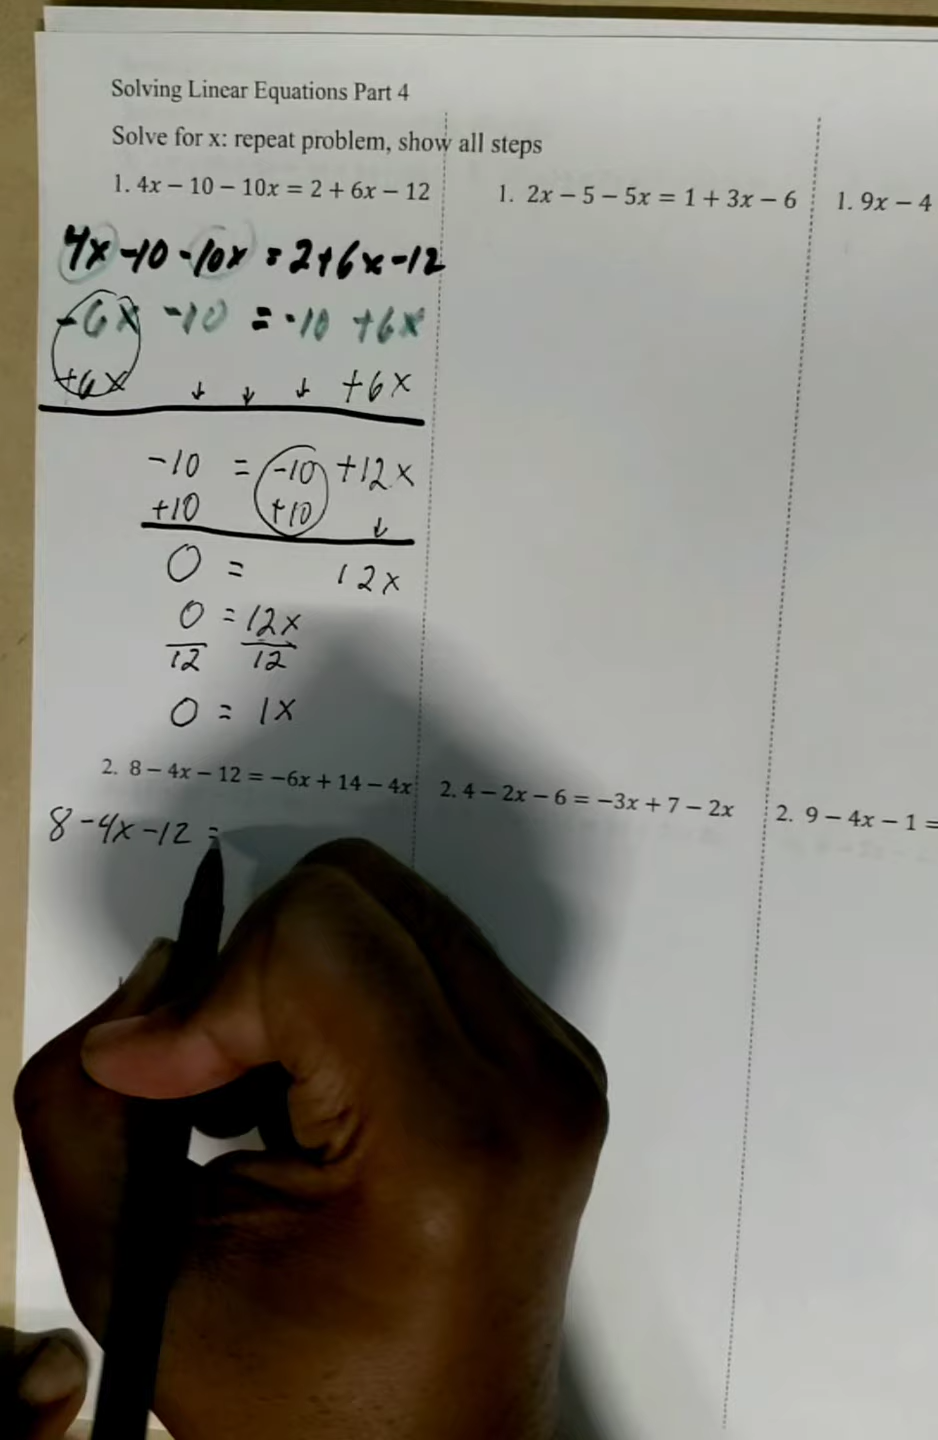 Solving Linear Equations Part 4
Solve for x: repeat problem, show all steps
1. 4x − 10 − 10x = 2 + 6x − 12
4x -10 -10x = 2+6x-12
-6x -10 = -10 +6x
+6x ↓ ↓ ↓ +6x
-10 = -10 +12x
+10 +10 ↓
0 = 12x
0 = 12x
12 12
0 = 1x
2. 8 − 4x − 12 = −6x + 14 − 4x
8 -4x -12 =
1. 2x − 5 − 5x = 1 + 3x − 6
2. 4 − 2x − 6 = −3x + 7 − 2x
1. 9x − 4
2. 9 − 4x − 1 =